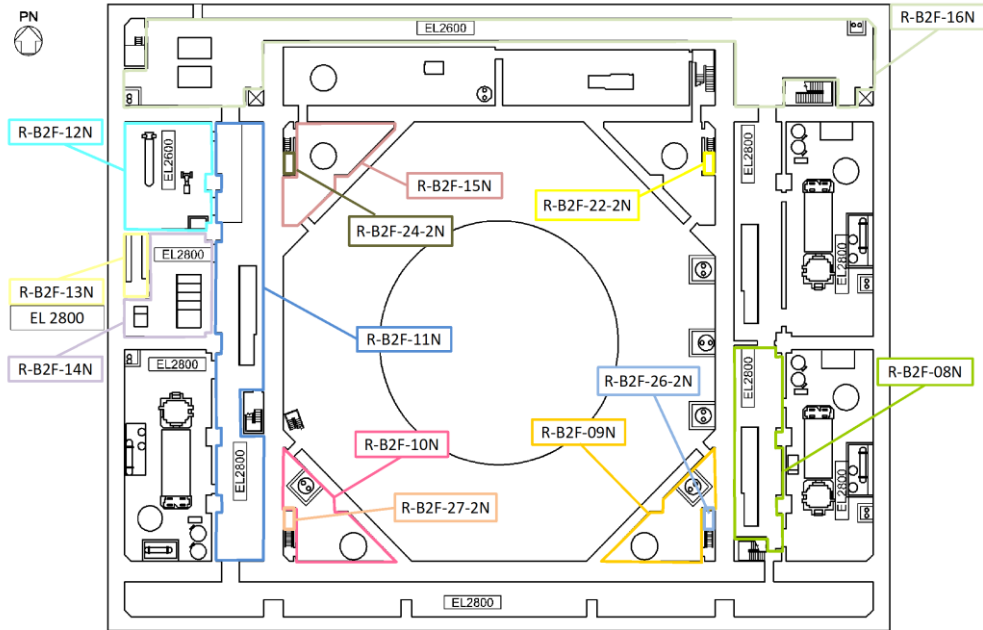 PN
EL2600
R-B2F-16N
R-B2F-12N
EL2600
EL2800
R-B2F-15N
R-B2F-22-2N
R-B2F-24-2N
EL2800
EL2800
R-B2F-13N
EL 2800
R-B2F-11N
R-B2F-14N
EL2800
R-B2F-26-2N
R-B2F-08N
EL2800
R-B2F-10N
R-B2F-09N
EL2800
EL2800
R-B2F-27-2N
EL2800